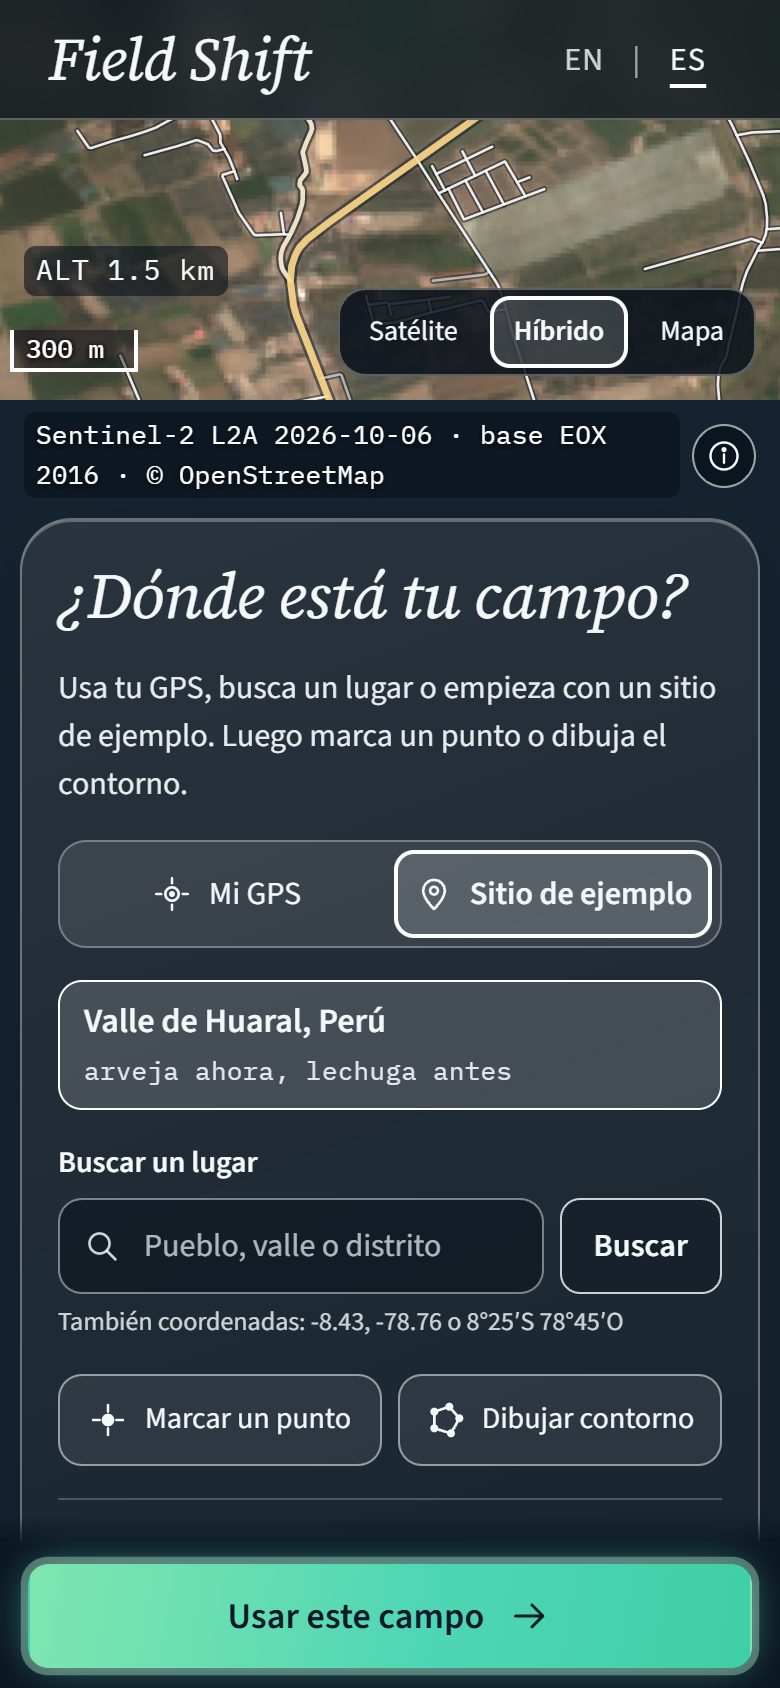 Field Shift
EN | ES
ALT 1.5 km
Satélite Híbrido Mapa
300 m
Sentinel-2 L2A 2026-10-06 · base EOX
2016 · © OpenStreetMap
¿Dónde está tu campo?
Usa tu GPS, busca un lugar o empieza con un sitio
de ejemplo. Luego marca un punto o dibuja el
contorno.
Mi GPS Sitio de ejemplo
Valle de Huaral, Perú
arveja ahora, lechuga antes
Buscar un lugar
Pueblo, valle o distrito Buscar
También coordenadas: -8.43, -78.76 o 8°25′S 78°45′O
Marcar un punto Dibujar contorno
Usar este campo →